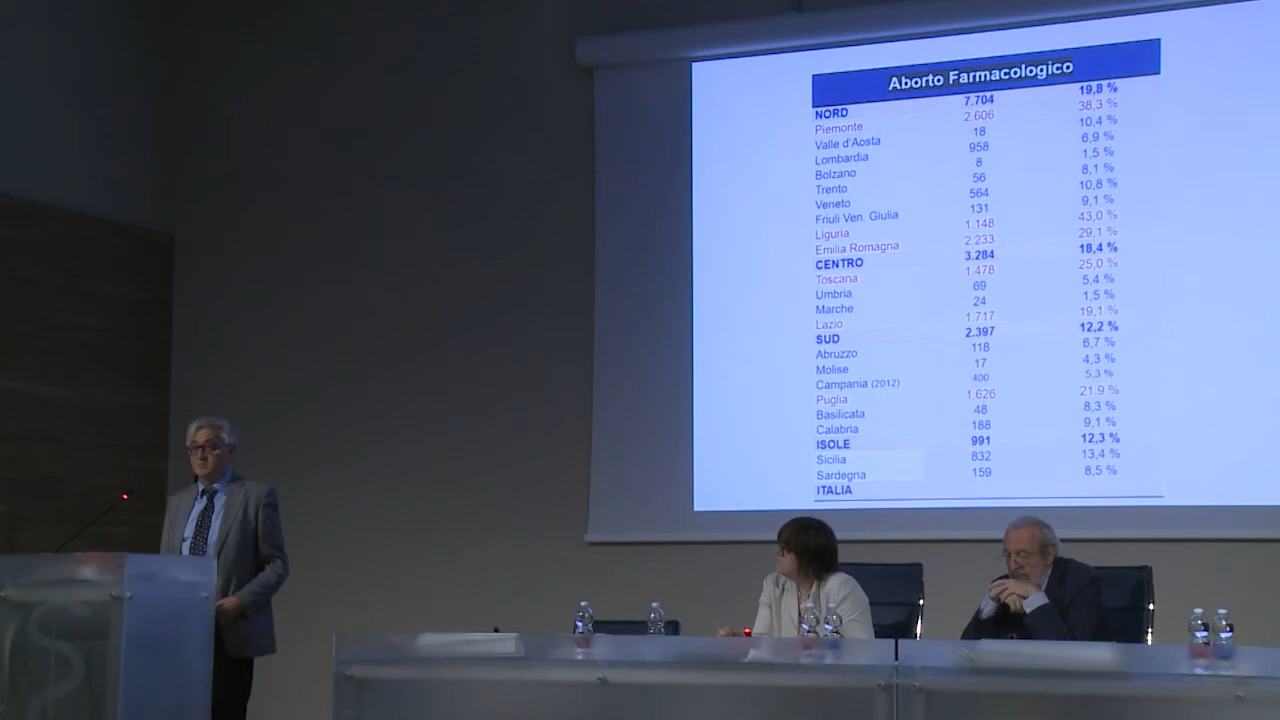 Aborto Farmacologico
NORD 7.704 19,8 %
Piemonte 2.606 38,3 %
Valle d'Aosta 18 10,4 %
Lombardia 958 6,9 %
Bolzano 8 1,5 %
Trento 56 8,1 %
Veneto 564 10,8 %
Friuli Ven. Giulia 131 9,1 %
Liguria 1.148 43,0 %
Emilia Romagna 2.233 29,1 %
CENTRO 3.284 18,4 %
Toscana 1.478 25,0 %
Umbria 69 5,4 %
Marche 24 1,5 %
Lazio 1.717 19,1 %
SUD 2.397 12,2 %
Abruzzo 118 6,7 %
Molise 17 4,3 %
Campania (2012) 400 5,3 %
Puglia 1.626 21.9 %
Basilicata 48 8,3 %
Calabria 188 9,1 %
ISOLE 991 12,3 %
Sicilia 832 13,4 %
Sardegna 159 8,5 %
ITALIA